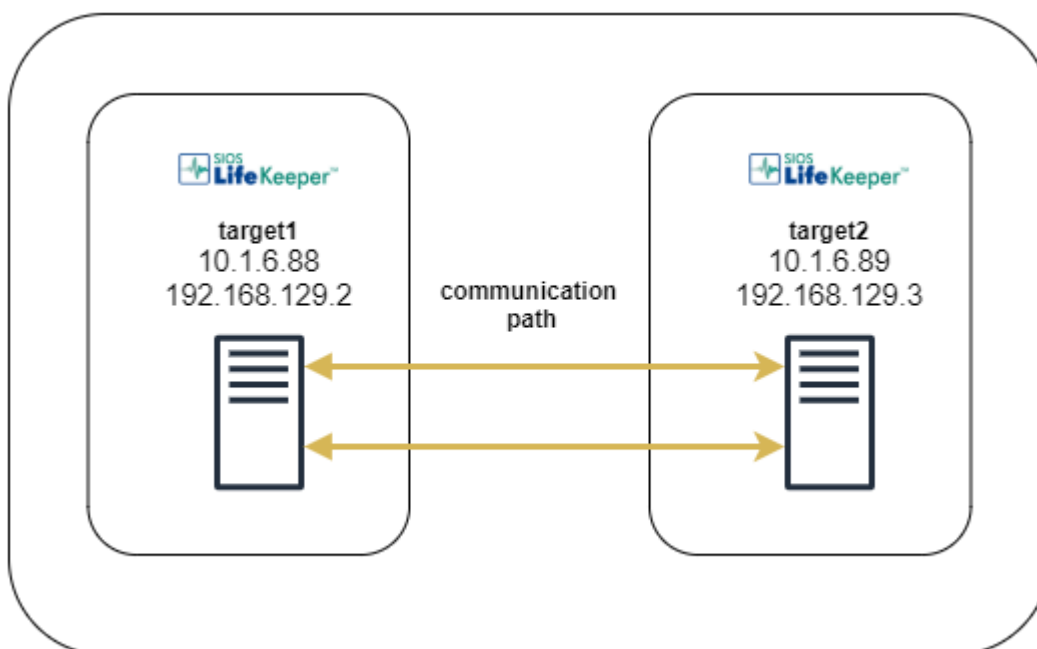 SIOS
LifeKeeper™
target1
10.1.6.88
192.168.129.2
communication
path
SIOS
LifeKeeper™
target2
10.1.6.89
192.168.129.3